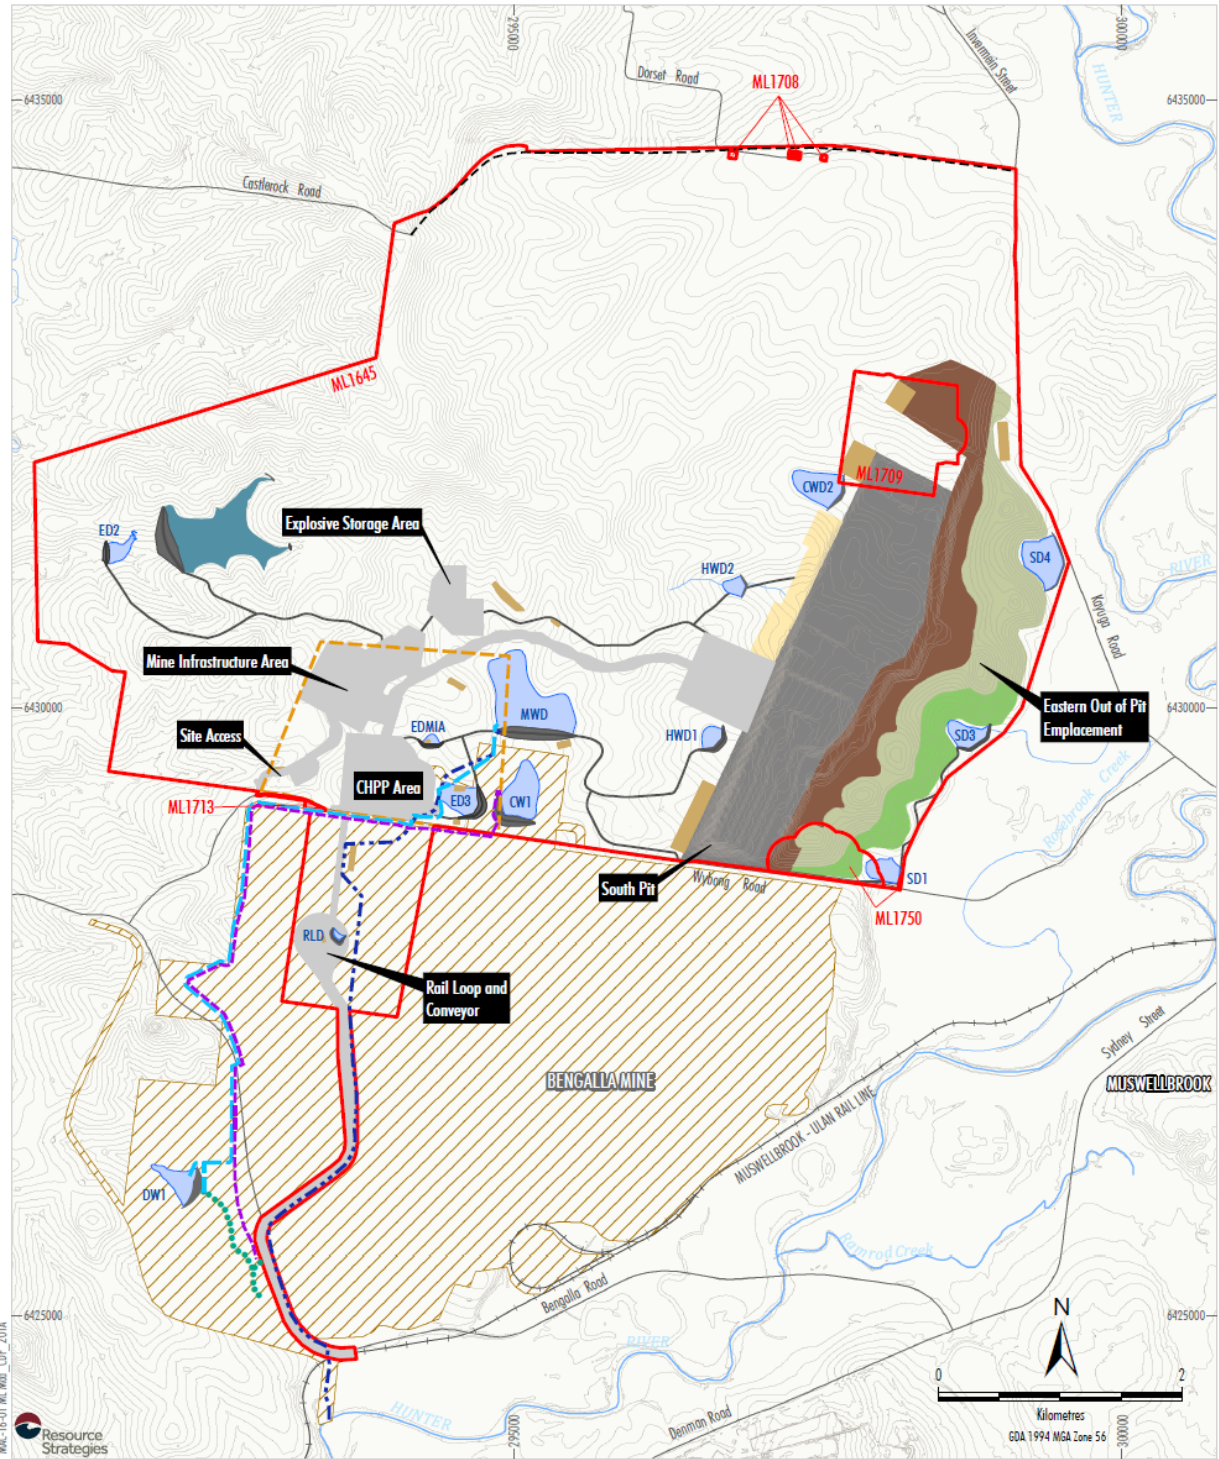 295000
300000
Invermein Street
HUNTER
Dorset Road
ML1708
6435000
6435000
Castlerock Road
ML1645
ML1709
CWD2
Explosive Storage Area
ED2
SD4
RIVER
HWD2
Kayuga Road
Mine Infrastructure Area
Eastern Out of Pit
Emplacement
6430000
6430000
MWD
EDMIA
HWD1
SD3
Site Access
CHPP Area
ED3
CW1
Rosebrook Creek
ML1713
South Pit
Wybong Road
SD1
ML1750
RLD
Rail Loop and
Conveyor
Sydney Street
BENGALLA MINE
MUSWELLBROOK
MUSWELLBROOK - ULAN RAIL LINE
DW1
Ramrod Creek
Bengalla Road
6425000
6425000
N
RIVER
0
2
Kilometres
GDA 1994 MGA Zone 56
HUNTER
Denman Road
295000
300000
Resource
Strategies